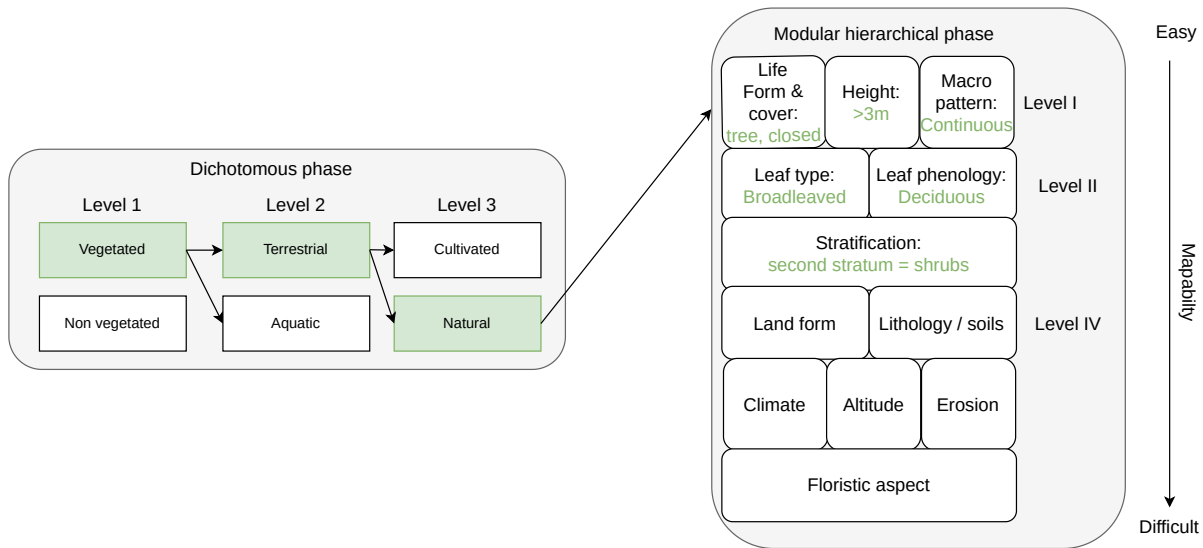 Dichotomous phase
Level 1
Level 2
Level 3
Vegetated
Terrestrial
Cultivated
Non vegetated
Aquatic
Natural
Modular hierarchical phase
Life
Form &
cover:
tree, closed
Height:
>3m
Macro
pattern:
Continuous
Level I
Leaf type:
Broadleaved
Leaf phenology:
Deciduous
Level II
Stratification:
second stratum = shrubs
Land form
Lithology / soils
Level IV
Climate
Altitude
Erosion
Floristic aspect
Easy
Mapabilty
Difficult